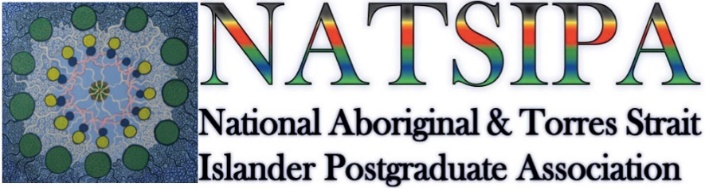 NATSIPA
National Aboriginal & Torres Strait
Islander Postgraduate Association